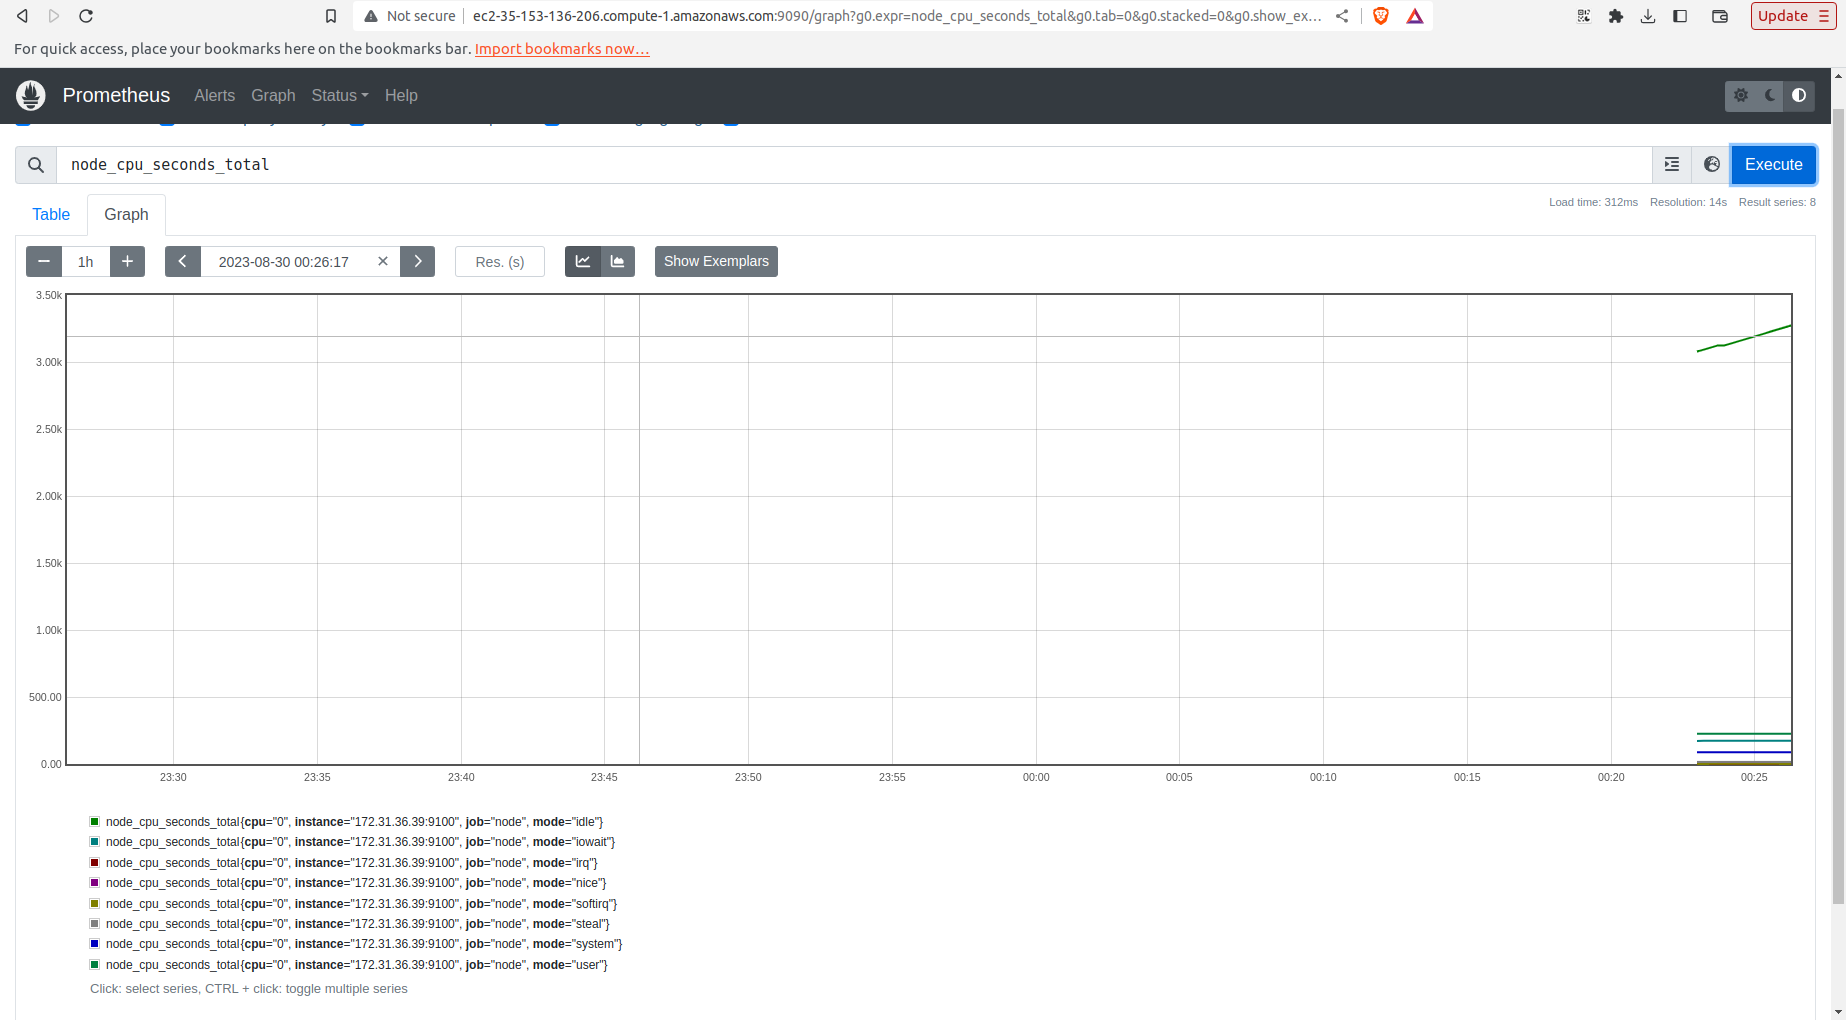 Not secure ec2-35-153-136-206.compute-1.amazonaws.com:9090/graph?g0.expr=node_cpu_seconds_total&g0.tab=0&g0.stacked=0&g0.show_ex... Update
For quick access, place your bookmarks here on the bookmarks bar. Import bookmarks now...
Prometheus Alerts Graph Status Help
node_cpu_seconds_total Execute
Table Graph Load time: 312ms Resolution: 14s Result series: 8
1h 2023-08-30 00:26:17 Res. (s) Show Exemplars
3.50k
3.00k
2.50k
2.00k
1.50k
1.00k
500.00
0.00
23:30 23:35 23:40 23:45 23:50 23:55 00:00 00:05 00:10 00:15 00:20 00:25
node_cpu_seconds_total{cpu="0", instance="172.31.36.39:9100", job="node", mode="idle"}
node_cpu_seconds_total{cpu="0", instance="172.31.36.39:9100", job="node", mode="iowait"}
node_cpu_seconds_total{cpu="0", instance="172.31.36.39:9100", job="node", mode="irq"}
node_cpu_seconds_total{cpu="0", instance="172.31.36.39:9100", job="node", mode="nice"}
node_cpu_seconds_total{cpu="0", instance="172.31.36.39:9100", job="node", mode="softirq"}
node_cpu_seconds_total{cpu="0", instance="172.31.36.39:9100", job="node", mode="steal"}
node_cpu_seconds_total{cpu="0", instance="172.31.36.39:9100", job="node", mode="system"}
node_cpu_seconds_total{cpu="0", instance="172.31.36.39:9100", job="node", mode="user"}
Click: select series, CTRL + click: toggle multiple series